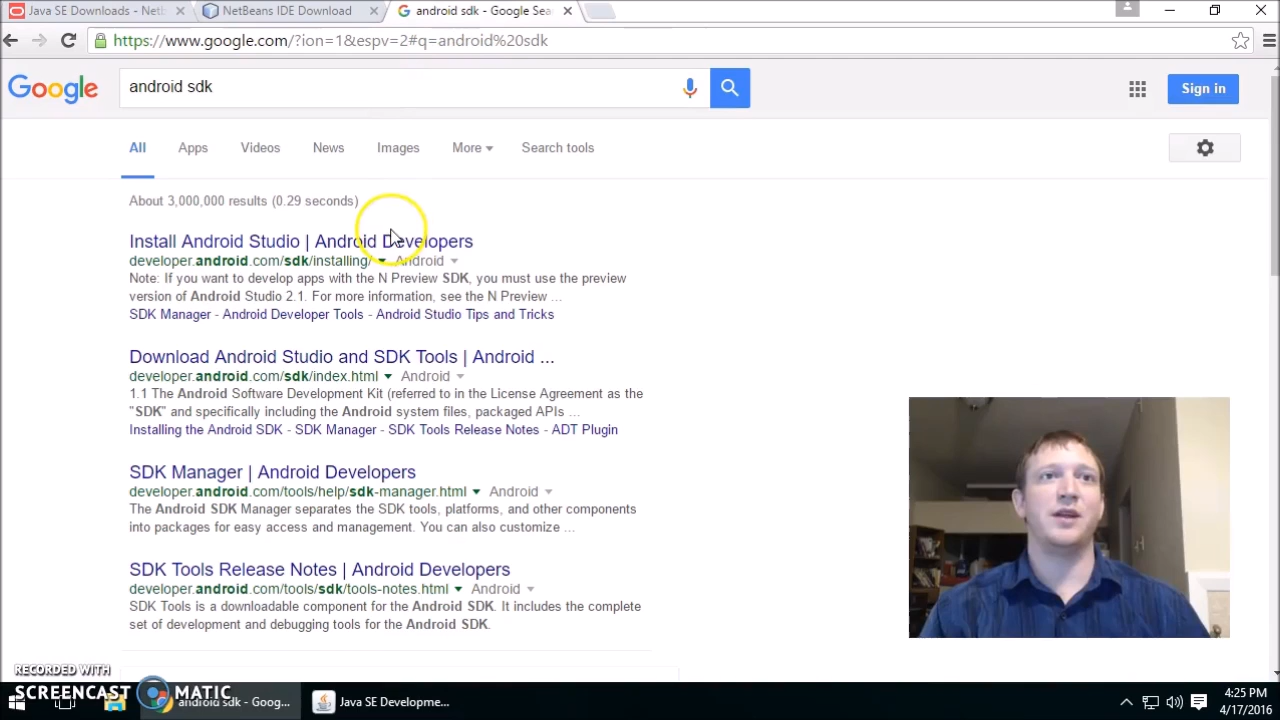 Java SE Downloads - Netb
NetBeans IDE Download
android sdk - Google Sea
https://www.google.com/?ion=1&espv=2#q=android%20sdk
Google
android sdk
Sign in
All
Apps
Videos
News
Images
More
Search tools
About 3,000,000 results (0.29 seconds)
Install Android Studio | Android Developers
developer.android.com/sdk/installing/ Android
Note: If you want to develop apps with the N Preview SDK, you must use the preview
version of Android Studio 2.1. For more information, see the N Preview ...
SDK Manager - Android Developer Tools - Android Studio Tips and Tricks
Download Android Studio and SDK Tools | Android ...
developer.android.com/sdk/index.html Android
1.1 The Android Software Development Kit (referred to in the License Agreement as the
"SDK" and specifically including the Android system files, packaged APIs ...
Installing the Android SDK - SDK Manager - SDK Tools Release Notes - ADT Plugin
SDK Manager | Android Developers
developer.android.com/tools/help/sdk-manager.html Android
The Android SDK Manager separates the SDK tools, platforms, and other components
into packages for easy access and management. You can also customize ...
SDK Tools Release Notes | Android Developers
developer.android.com/tools/sdk/tools-notes.html Android
SDK Tools is a downloadable component for the Android SDK. It includes the complete
set of development and debugging tools for the Android SDK.
RECORDED WITH
SCREENCAST MATIC
android sdk - Goog...
Java SE Developme...
4:25 PM
4/17/2016